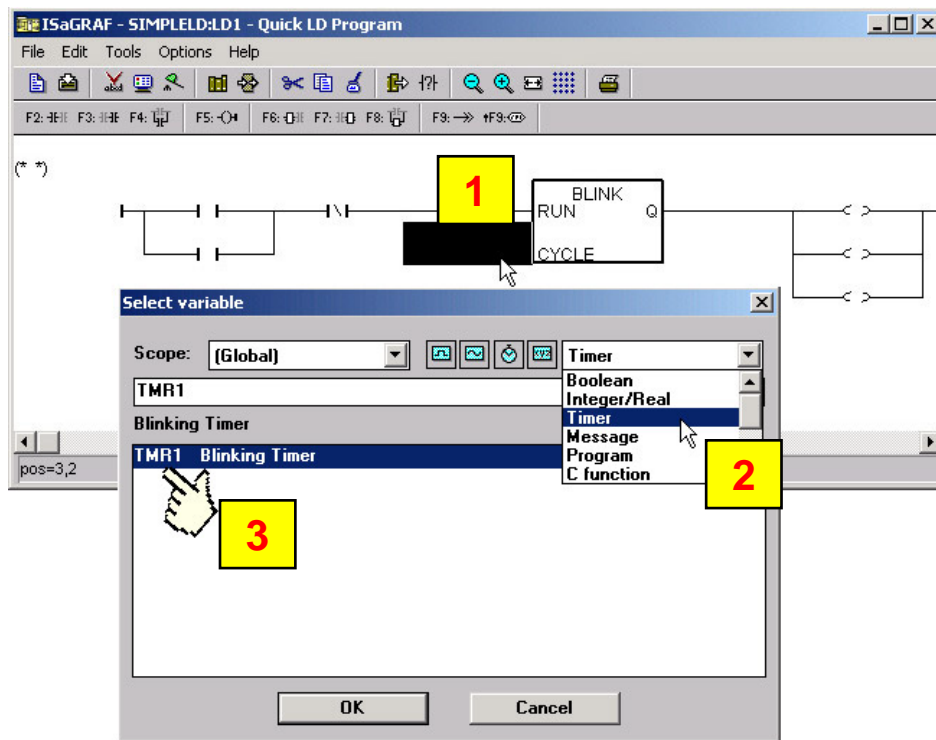 ISaGRAF - SIMPLELD:LD1 - Quick LD Program
File Edit Tools Options Help
F2: F3: F4: F5: F6: F7: F8: F9: F9:
(* *)
1
BLINK
RUN Q
CYCLE
Select variable
Scope: (Global) Timer
TMR1
Boolean
Integer/Real
Blinking Timer
Timer
Message
TMR1 Blinking Timer
Program
C function
pos=3,2
2
3
OK Cancel